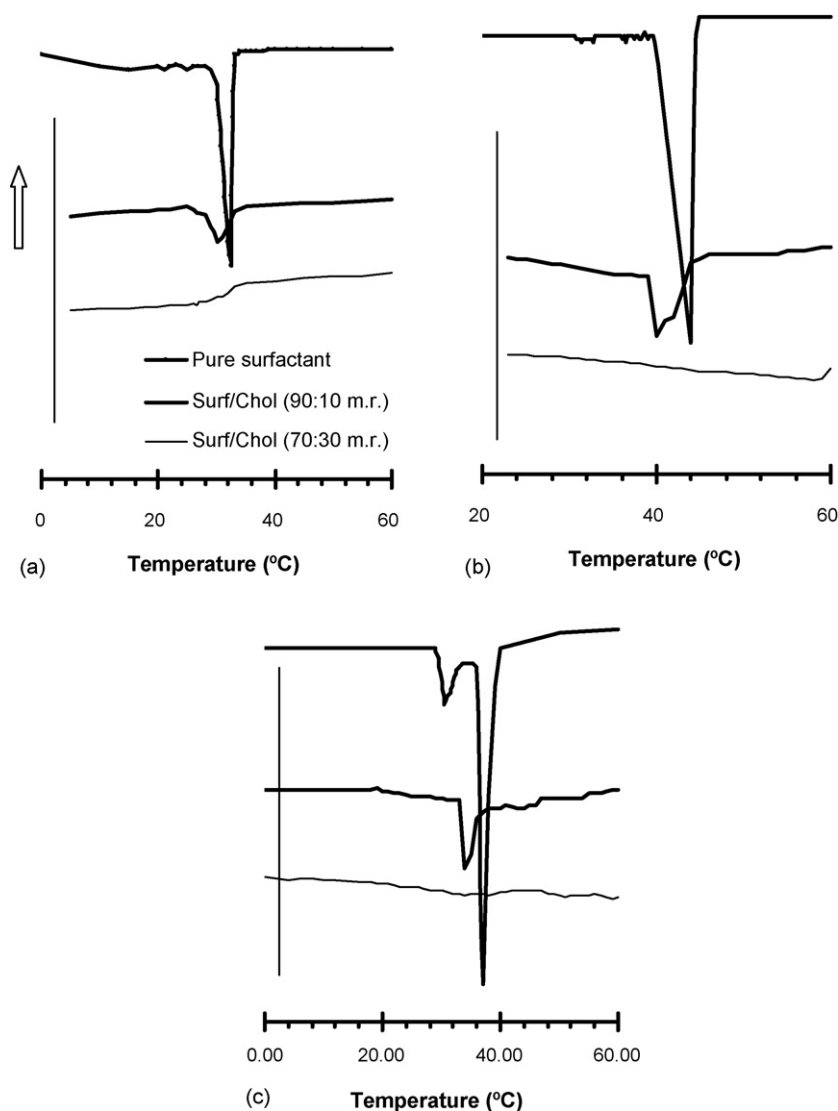 Pure surfactant
Surf/Chol (90:10 m.r.)
Surf/Chol (70:30 m.r.)
0 20 40 60
Temperature (ºC)
(a)
20 40 60
Temperature (ºC)
(b)
0.00 20.00 40.00 60.00
Temperature (ºC)
(c)